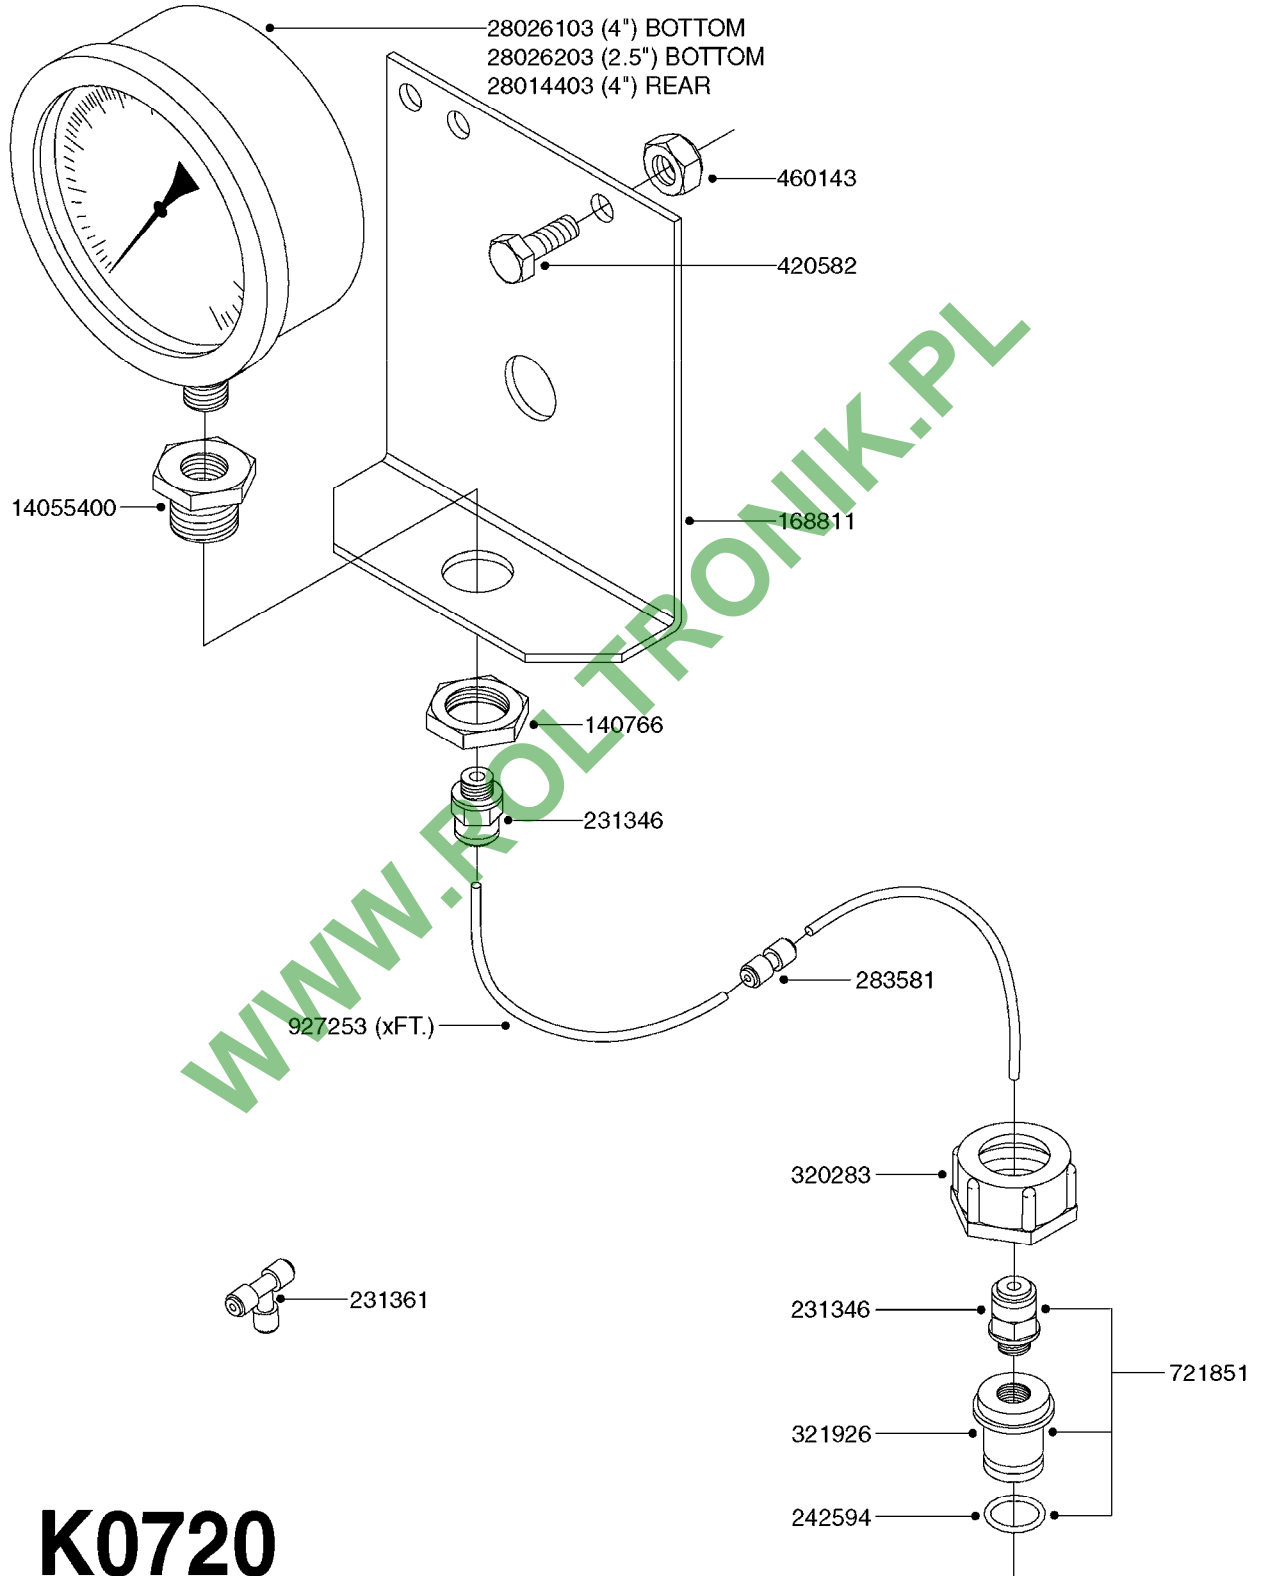 28026103 (4") BOTTOM
28026203 (2.5") BOTTOM
28014403 (4") REAR
460143
420582
14055400
168811
140766
231346
283581
927253 (xFT.)
320283
231361
231346
721851
321926
242594
K0720
WWW.ROLTRONIK.PL